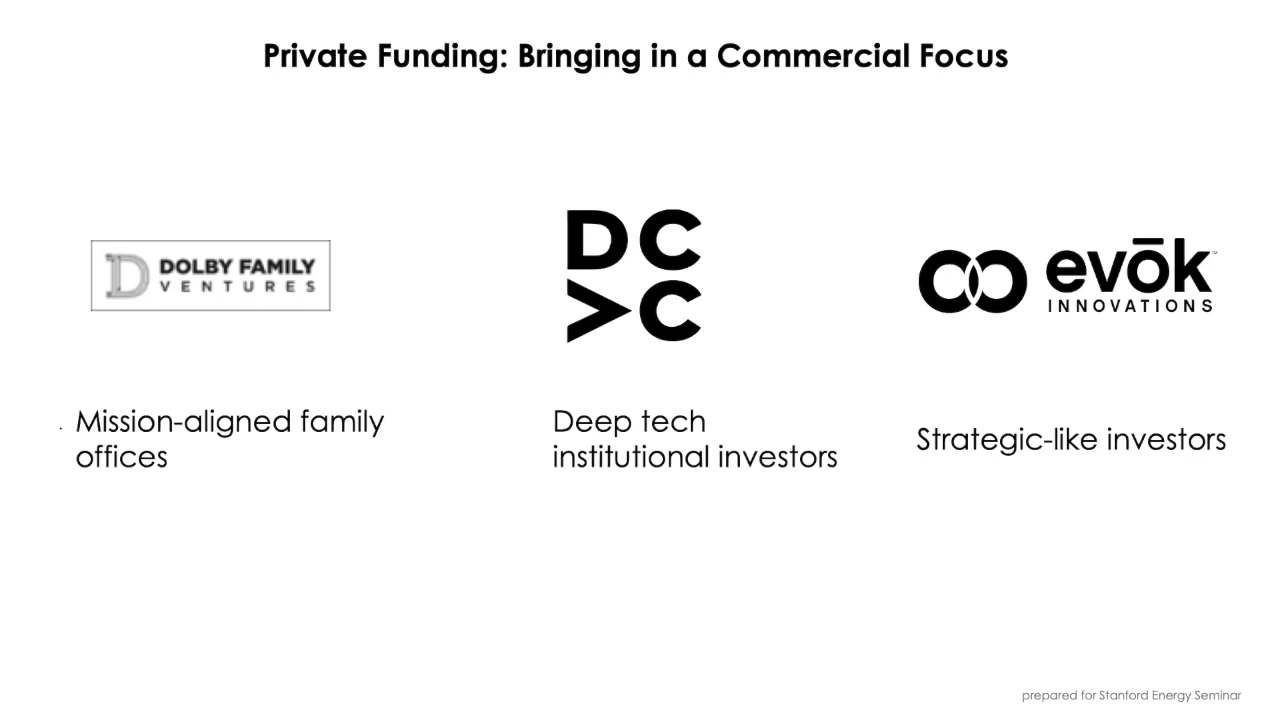 Private Funding: Bringing in a Commercial Focus
DOLBY FAMILY
VENTURES
DC
VC
evōk
INNOVATIONS
Mission-aligned family
offices
Deep tech
institutional investors
Strategic-like investors
prepared for Stanford Energy Seminar